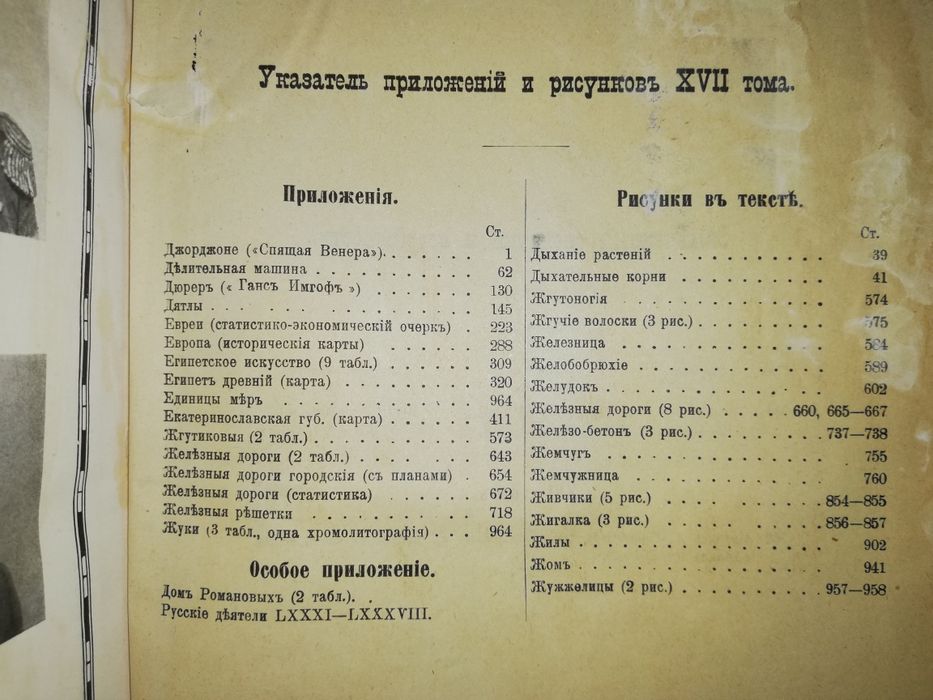 Указатель приложеній и рисунковъ XVII тома.
Приложенія.
Ст.
Джорджоне («Спящая Венера»). . . . . . . 1
Дѣлительная машина . . . . . . . . . . 62
Дюреръ (« Гансъ Имгофъ ») . . . . . . . 130
Дятлы . . . . . . . . . . . . . . 145
Евреи (статистико-экономическій очеркъ) . 223
Европа (историческія карты) . . . . . . 288
Египетское искусство (9 табл.) . . . . . . 309
Египетъ древній (карта) . . . . . . . . 320
Единицы мѣръ . . . . . . . . . . . 964
Екатеринославская губ. (карта) . . . . . . 411
Жгутиковыя (2 табл.) . . . . . . . . . . 573
Желѣзныя дороги (2 табл.) . . . . . . . 643
Желѣзныя дороги городскія (съ планами) . 654
Желѣзныя дороги (статистика) . . . . . . 672
Желѣзныя рѣшетки . . . . . . . . . . 718
Жуки (3 табл., одна хромолитографія) . . . 964
Особое приложеніе.
Домъ Романовыхъ (2 табл.). .
Русскіе дѣятели LXXXI—LXXXVIII.
Рисунки въ текстѣ.
Ст.
Дыханіе растеній . . . . . . . . . . . 39
Дыхательные корни . . . . . . . . . . 41
Жгутоногія . . . . . . . . . . . . . 574
Жгучіе волоски (3 рис.) . . . . . . . . . 575
Железница . . . . . . . . . . . . . 584
Желобобрюхіе . . . . . . . . . . . . 589
Желудокъ . . . . . . . . . . . . . . 602
Желѣзныя дороги (8 рис.) . . . . . 660, 665—667
Желѣзо-бетонъ (3 рис.) . . . . . . . . . 737—738
Жемчугъ . . . . . . . . . . . . . . 755
Жемчужница . . . . . . . . . . . . . 760
Живчики (5 рис.) . . . . . . . . . . . 854—855
Жигалка (3 рис.) . . . . . . . . . . . 856—857
Жилы . . . . . . . . . . . . . . . 902
Жомъ . . . . . . . . . . . . . . . 941
Жужжелицы (2 рис.) . . . . . . . . . . 957—958